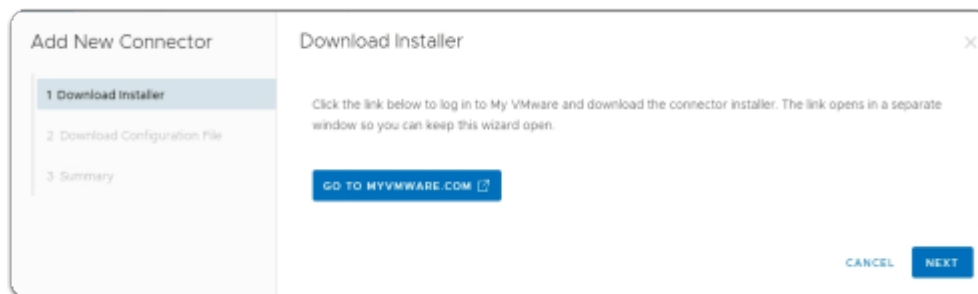 Add New Connector
1 Download Installer
2 Download Configuration File
3 Summary
Download Installer
Click the link below to log in to My VMware and download the connector installer. The link opens in a separate
window so you can keep this wizard open.
GO TO MYVMWARE.COM
CANCEL
NEXT